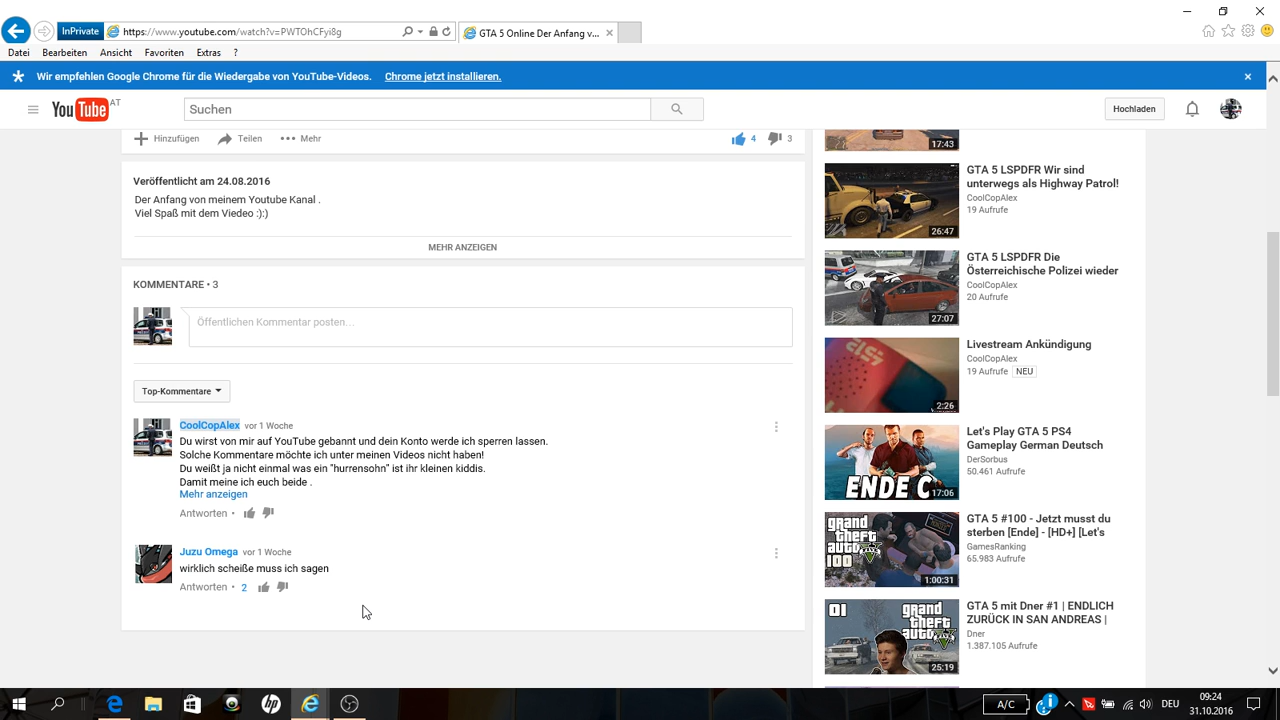 InPrivate
https://www.youtube.com/watch?v=PWTOhCFyi8g
GTA 5 Online Der Anfang v...
Datei Bearbeiten Ansicht Favoriten Extras ?
Wir empfehlen Google Chrome für die Wiedergabe von YouTube-Videos. Chrome jetzt installieren.
YouTube AT
Suchen
Hochladen
Hinzufügen Teilen Mehr
4 3
Veröffentlicht am 24.08.2016
Der Anfang von meinem Youtube Kanal .
Viel Spaß mit dem Viedeo :):)
MEHR ANZEIGEN
KOMMENTARE • 3
Öffentlichen Kommentar posten...
Top-Kommentare
CoolCopAlex vor 1 Woche
Du wirst von mir auf YouTube gebannt und dein Konto werde ich sperren lassen.
Solche Kommentare möchte ich unter meinen Videos nicht haben!
Du weißt ja nicht einmal was ein "hurrensohn" ist ihr kleinen kiddis.
Damit meine ich euch beide .
Mehr anzeigen
Antworten •
Juzu Omega vor 1 Woche
wirklich scheiße muss ich sagen
Antworten • 2
17:43
GTA 5 LSPDFR Wir sind
unterwegs als Highway Patrol!
CoolCopAlex
19 Aufrufe
26:47
GTA 5 LSPDFR Die
Österreichische Polizei wieder
CoolCopAlex
20 Aufrufe
27:07
Livestream Ankündigung
CoolCopAlex
19 Aufrufe NEU
2:26
Let's Play GTA 5 PS4
Gameplay German Deutsch
DerSorbus
50.461 Aufrufe
ENDE C
17:06
GTA 5 #100 - Jetzt musst du
sterben [Ende] - [HD+] [Let's
GamesRanking
65.983 Aufrufe
grand
theft
auto V
100
1:00:31
GTA 5 mit Dner #1 | ENDLICH
ZURÜCK IN SAN ANDREAS |
Dner
1.387.105 Aufrufe
01
grand
theft
auto V
25:19
hp
A/C
DEU
09:24
31.10.2016